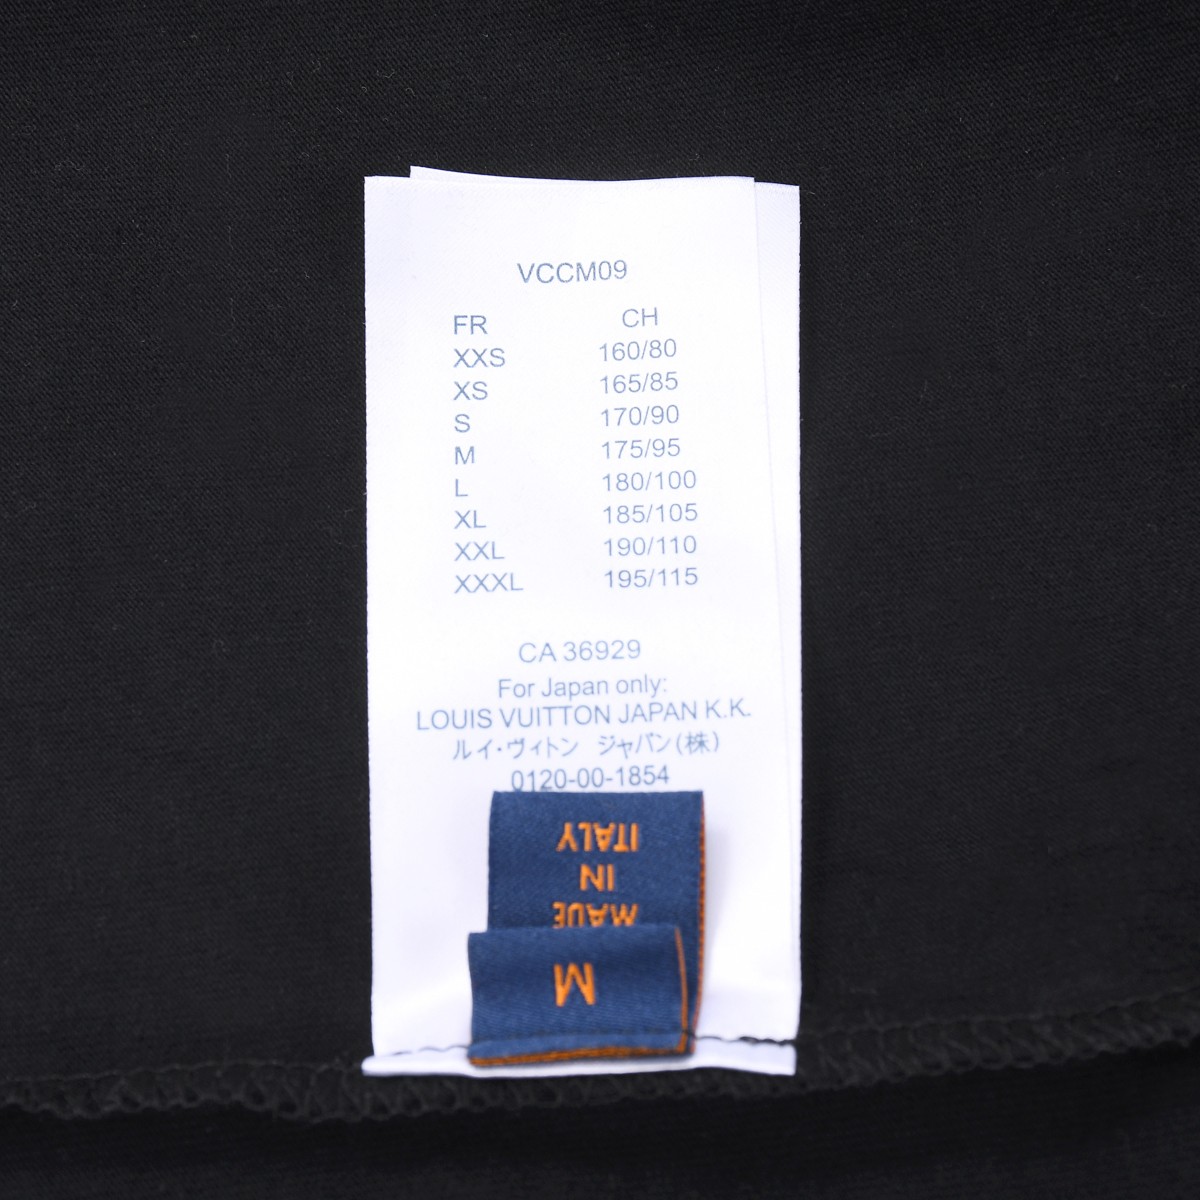 VCCM09
FR CH
XXS 160/80
XS 165/85
S 170/90
M 175/95
L 180/100
XL 185/105
XXL 190/110
XXXL 195/115
CA 36929
For Japan only:
LOUIS VUITTON JAPAN K.K.
ルイ・ヴィトン ジャパン(株)
0120-00-1854
MADE
IN
ITALY
M